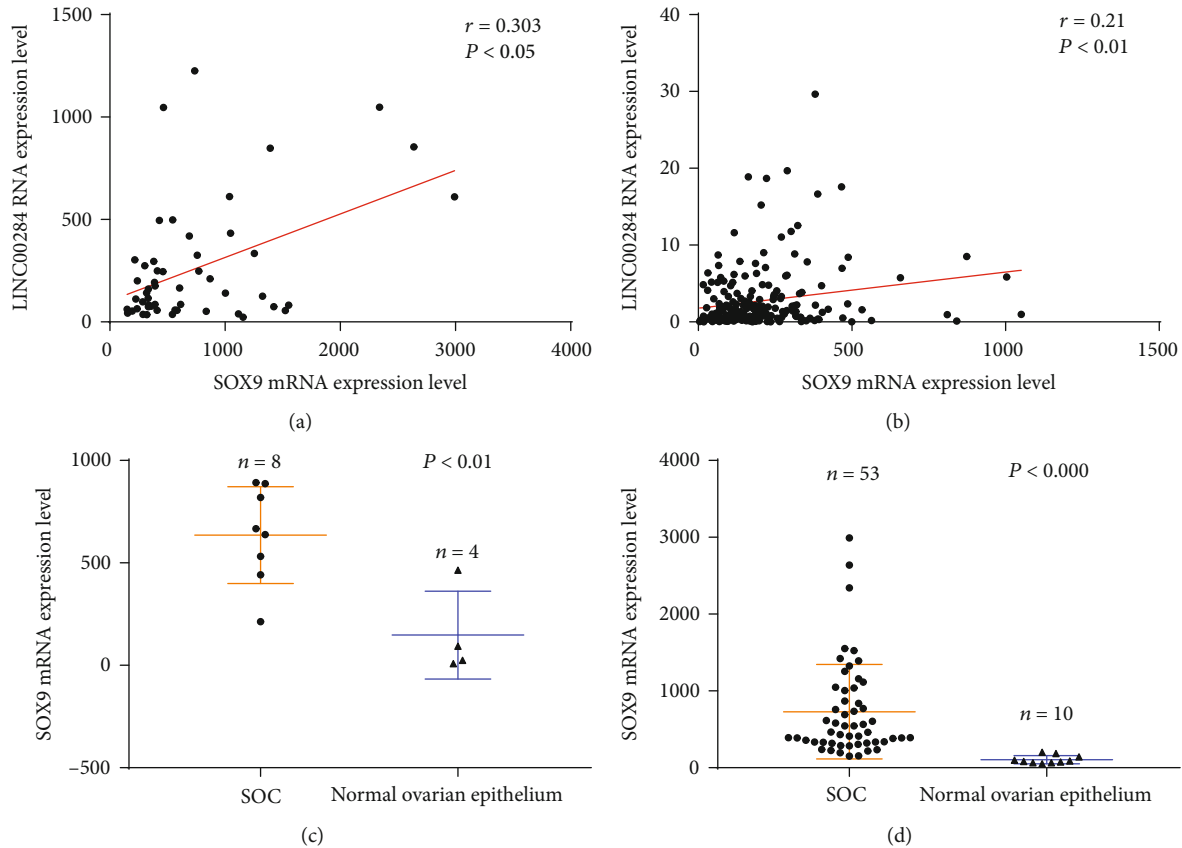 1500
1000
500
0
LINC00284 RNA expression level
r = 0.303
P < 0.05
0 1000 2000 3000 4000
SOX9 mRNA expression level
(a)
40
30
20
10
0
LINC00284 RNA expression level
r = 0.21
P < 0.01
0 500 1000 1500
SOX9 mRNA expression level
(b)
1000
500
0
−500
SOX9 mRNA expression level
n = 8
P < 0.01
n = 4
SOC Normal ovarian epithelium
(c)
4000
3000
2000
1000
0
SOX9 mRNA expression level
n = 53
P < 0.000
n = 10
SOC Normal ovarian epithelium
(d)